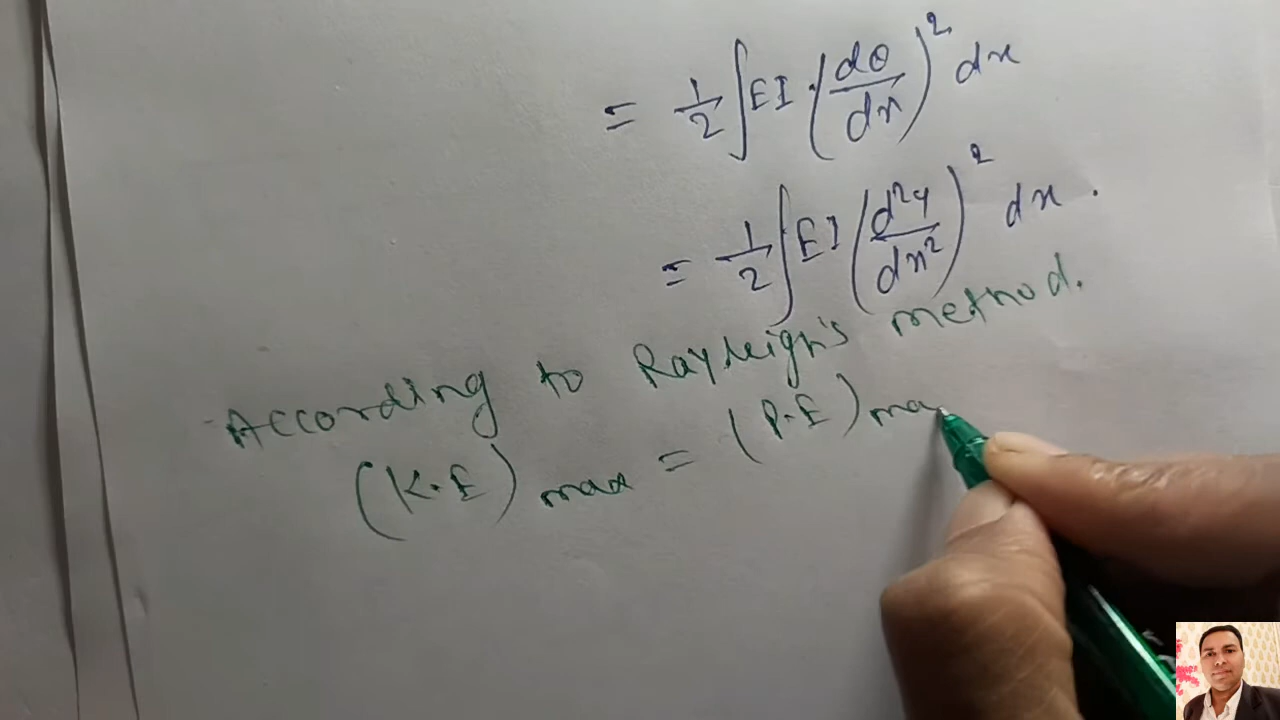 = 1/2 ∫ EI · (dθ/dx)² dx
= 1/2 ∫ EI (d²y/dx²)² dx .
According to Rayleigh's method.
(K.E)max = (P.E)ma